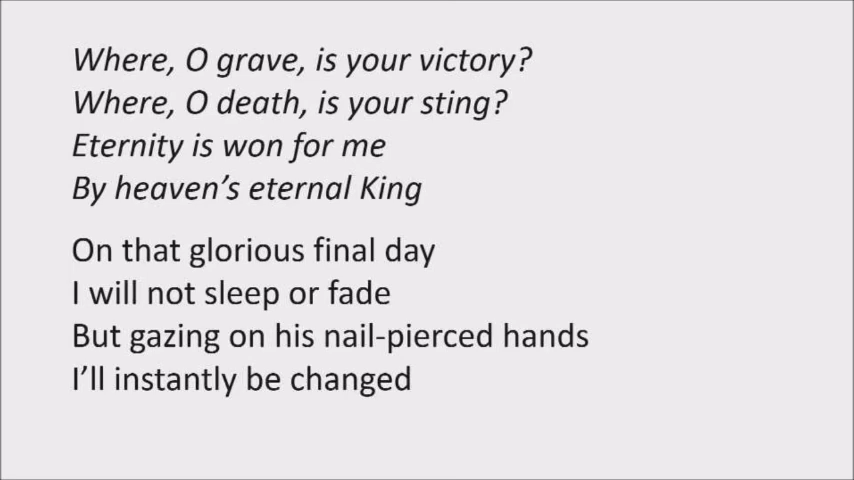 Where, O grave, is your victory?
Where, O death, is your sting?
Eternity is won for me
By heaven’s eternal King
On that glorious final day
I will not sleep or fade
But gazing on his nail-pierced hands
I’ll instantly be changed